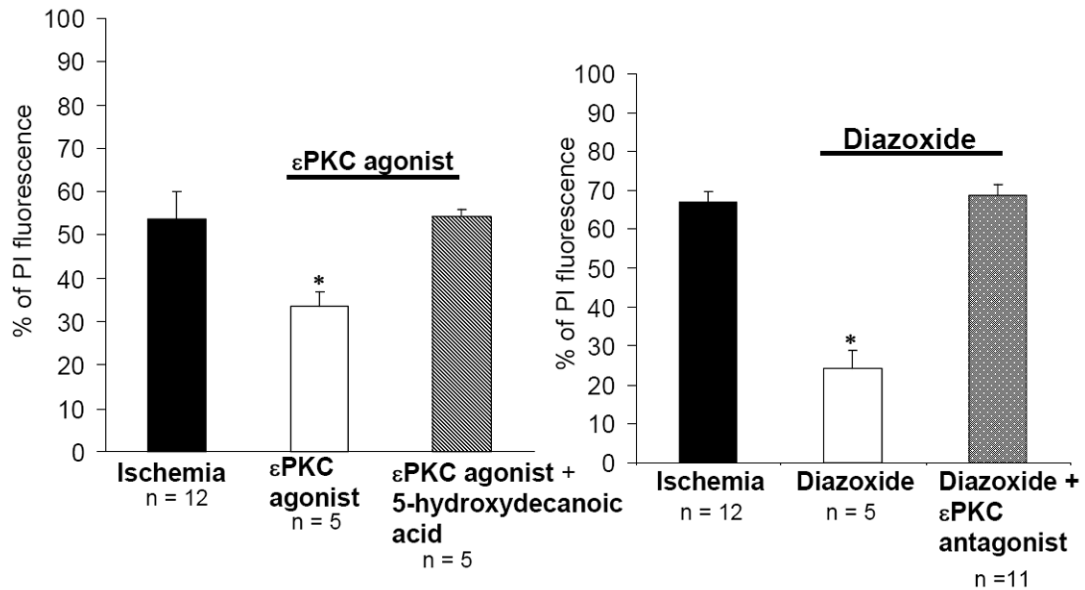 100
90
80
70
60
50
40
30
20
10
0
% of PI fluorescence
εPKC agonist
*
Ischemia
n = 12
εPKC
agonist
n = 5
εPKC agonist +
5-hydroxydecanoic
acid
n = 5
100
90
80
70
60
50
40
30
20
10
0
% of PI fluorescence
Diazoxide
*
Ischemia
n = 12
Diazoxide
n = 5
Diazoxide +
εPKC
antagonist
n =11